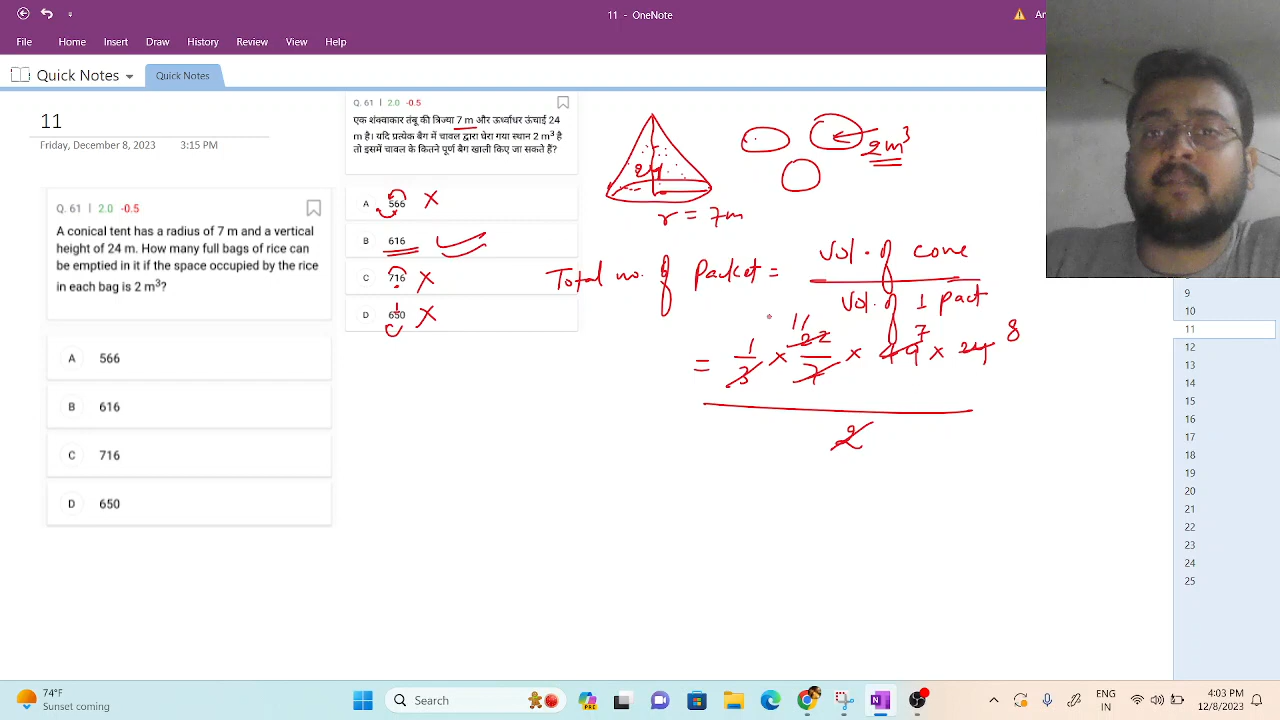 11 - OneNote
File Home Insert Draw History Review View Help
Quick Notes
Quick Notes
11
Friday, December 8, 2023 3:15 PM
Q. 61 | 2.0 -0.5
A conical tent has a radius of 7 m and a vertical
height of 24 m. How many full bags of rice can
be emptied in it if the space occupied by the rice
in each bag is 2 m³?
A 566
B 616
C 716
D 650
Q. 61 | 2.0 -0.5
एक शंक्वाकार तंबू की त्रिज्या 7 m और ऊर्ध्वाधर ऊंचाई 24
m है। यदि प्रत्येक बैग में चावल द्वारा घेरा गया स्थान 2 m³ है
तो इसमें चावल के कितने पूर्ण बैग खाली किए जा सकते हैं?
A 566 X
B 616
C 716 X
D 650 X
24
r = 7m
2m³
Total no. of Packet = Vol. of cone
Vol. of 1 pact
11 7 8
= 1/3 × 22/7 × 49 × 24
2
9
10
11
12
13
14
15
16
17
18
19
20
21
22
23
24
25
74°F
Sunset coming
Search
ENG
IN
4:03 PM
12/8/2023